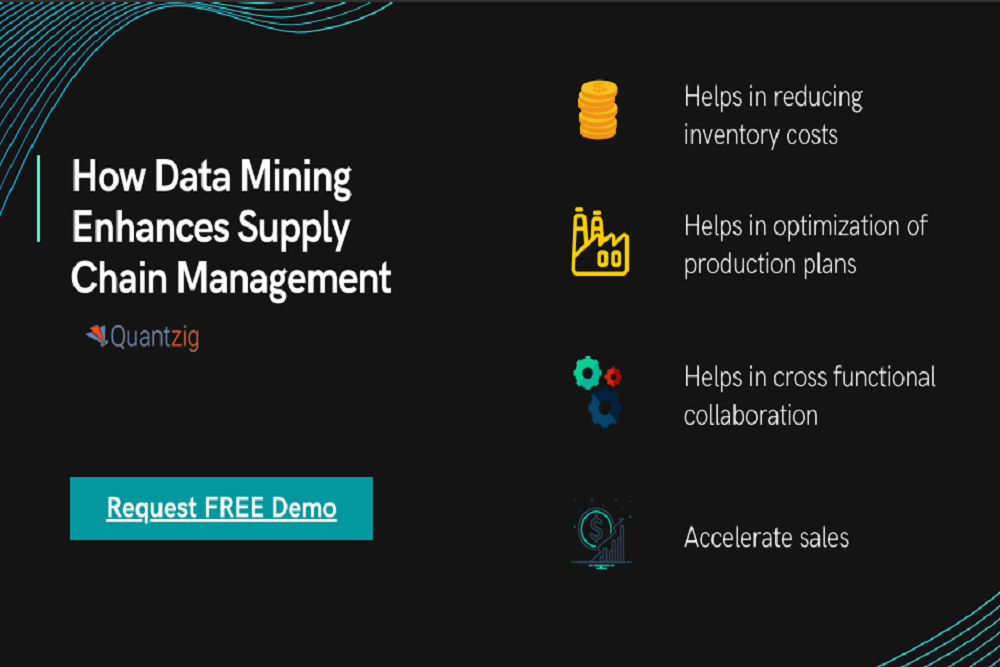 How Data Mining
Enhances Supply
Chain Management
Quantzig
Request FREE Demo
Helps in reducing
inventory costs
Helps in optimization of
production plans
Helps in cross functional
collaboration
Accelerate sales